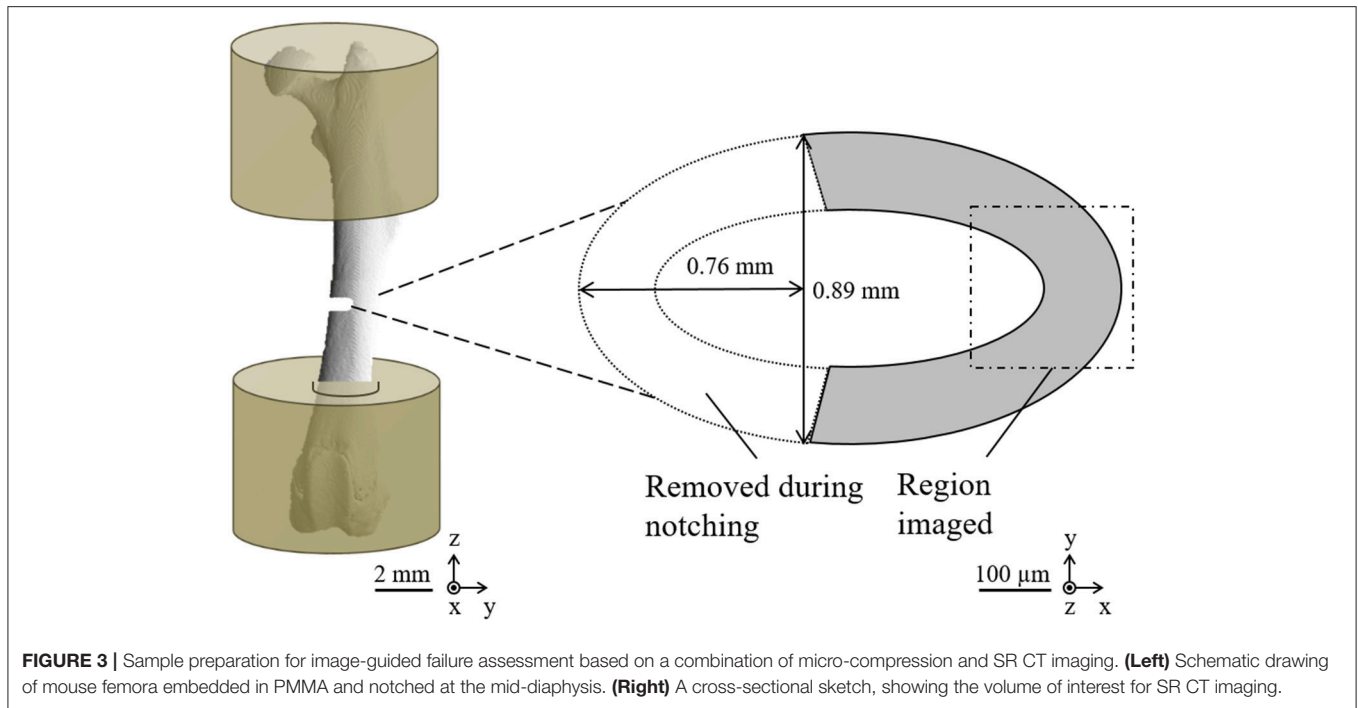 0.76 mm
0.89 mm
Removed during
notching
Region
imaged
z
2 mm
x y
y
100 µm
z x
FIGURE 3 | Sample preparation for image-guided failure assessment based on a combination of micro-compression and SR CT imaging. (Left) Schematic drawing
of mouse femora embedded in PMMA and notched at the mid-diaphysis. (Right) A cross-sectional sketch, showing the volume of interest for SR CT imaging.